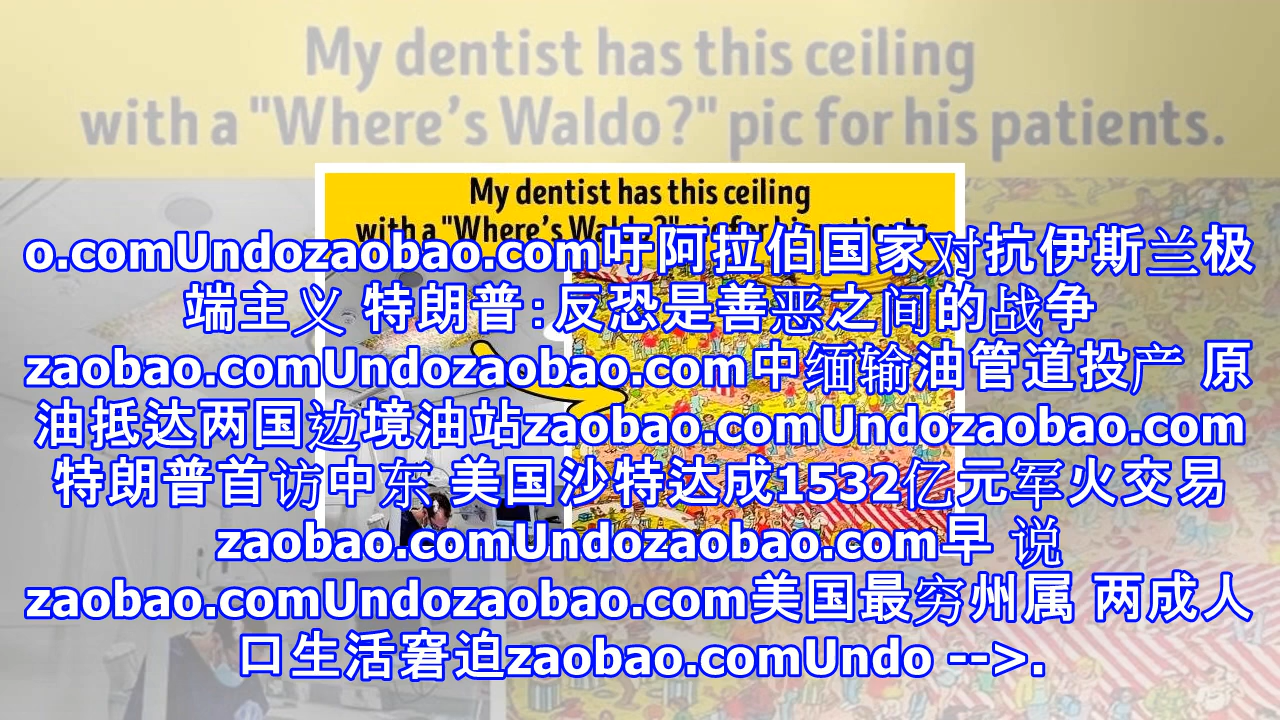 My dentist has this ceiling
with a "Where's Waldo?" pic for his patients.
My dentist has this ceiling
with a "Where's Waldo?" pic for his patients.
o.comUndozaobao.com吁阿拉伯国家对抗伊斯兰极
端主义 特朗普:反恐是善恶之间的战争
zaobao.comUndozaobao.com中缅输油管道投产 原
油抵达两国边境油站zaobao.comUndozaobao.com
特朗普首访中东 美国沙特达成1532亿元军火交易
zaobao.comUndozaobao.com早 说
zaobao.comUndozaobao.com美国最穷州属 两成人
口生活窘迫zaobao.comUndo -->.